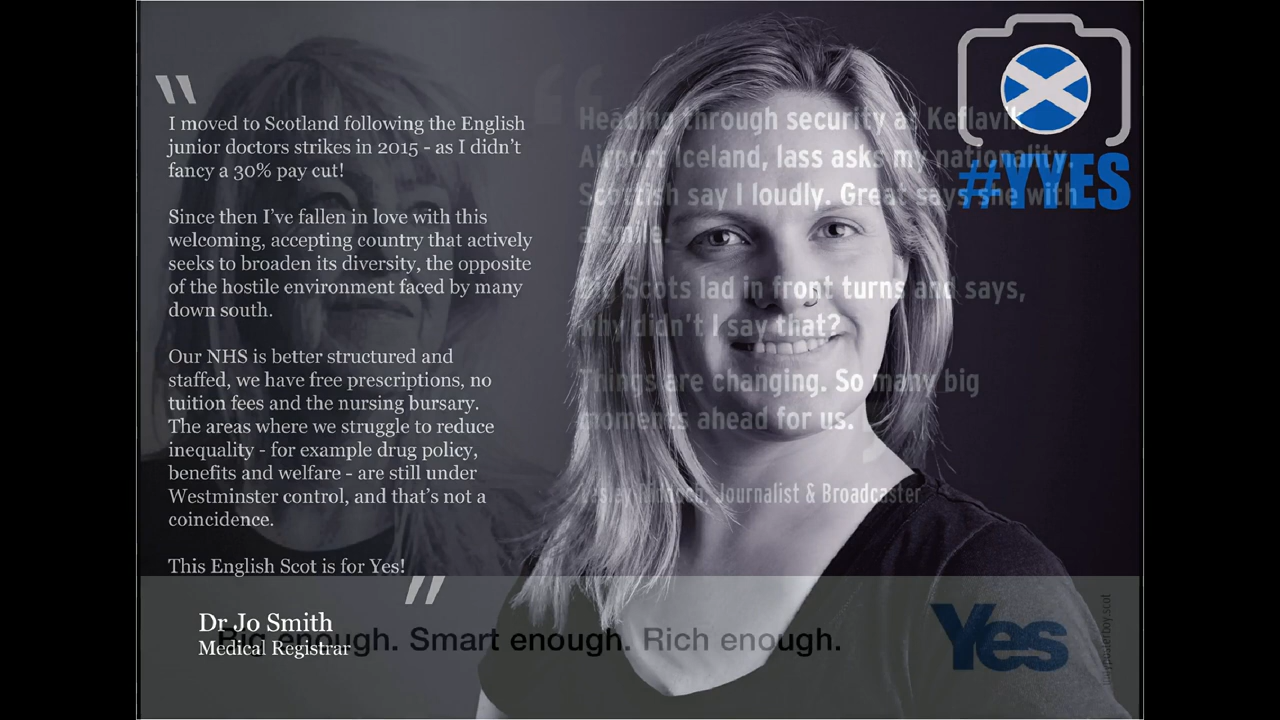 I moved to Scotland following the English
junior doctors strikes in 2015 - as I didn't
fancy a 30% pay cut!
Since then I've fallen in love with this
welcoming, accepting country that actively
seeks to broaden its diversity, the opposite
of the hostile environment faced by many
down south.
Our NHS is better structured and
staffed, we have free prescriptions, no
tuition fees and the nursing bursary.
The areas where we struggle to reduce
inequality - for example drug policy,
benefits and welfare - are still under
Westminster control, and that's not a
coincidence.
This English Scot is for Yes!
Dr Jo Smith
Medical Registrar
Heading through security at Keflavik
Airport Iceland, lass asks my nationality.
Scottish say I loudly. Great says she with
a smile.
Scots lad in front turns and says,
why didn't I say that?
Things are changing. So many big
moments ahead for us.
Lesley Journalist & Broadcaster
#YYES
Big enough. Smart enough. Rich enough.
Yes